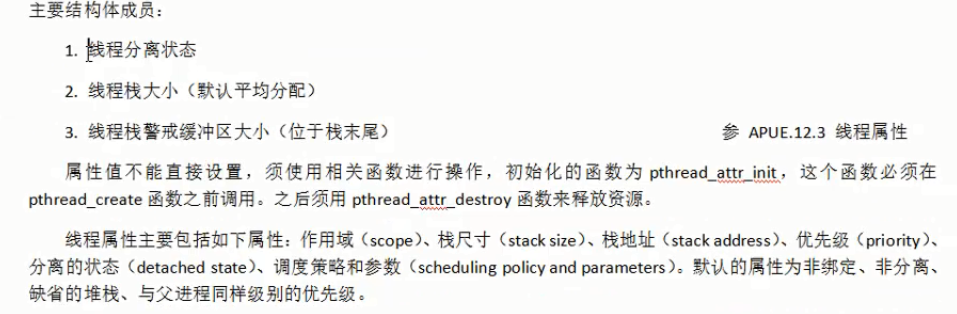 主要结构体成员：
1. 线程分离状态
2. 线程栈大小（默认平均分配）
3. 线程栈警戒缓冲区大小（位于栈末尾） 参 APUE.12.3 线程属性
属性值不能直接设置，须使用相关函数进行操作，初始化的函数为 pthread_attr_init，这个函数必须在
pthread_create 函数之前调用。之后须用 pthread_attr_destroy 函数来释放资源。
线程属性主要包括如下属性：作用域（scope）、栈尺寸（stack size）、栈地址（stack address）、优先级（priority）、
分离的状态（detached state）、调度策略和参数（scheduling policy and parameters）。默认的属性为非绑定、非分离、
缺省的堆栈、与父进程同样级别的优先级。